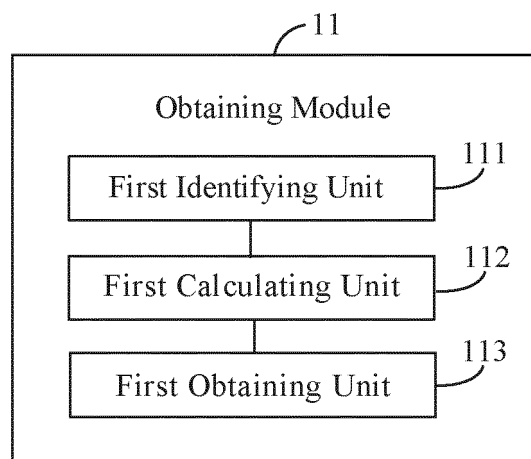 11
Obtaining Module
111
First Identifying Unit
112
First Calculating Unit
113
First Obtaining Unit